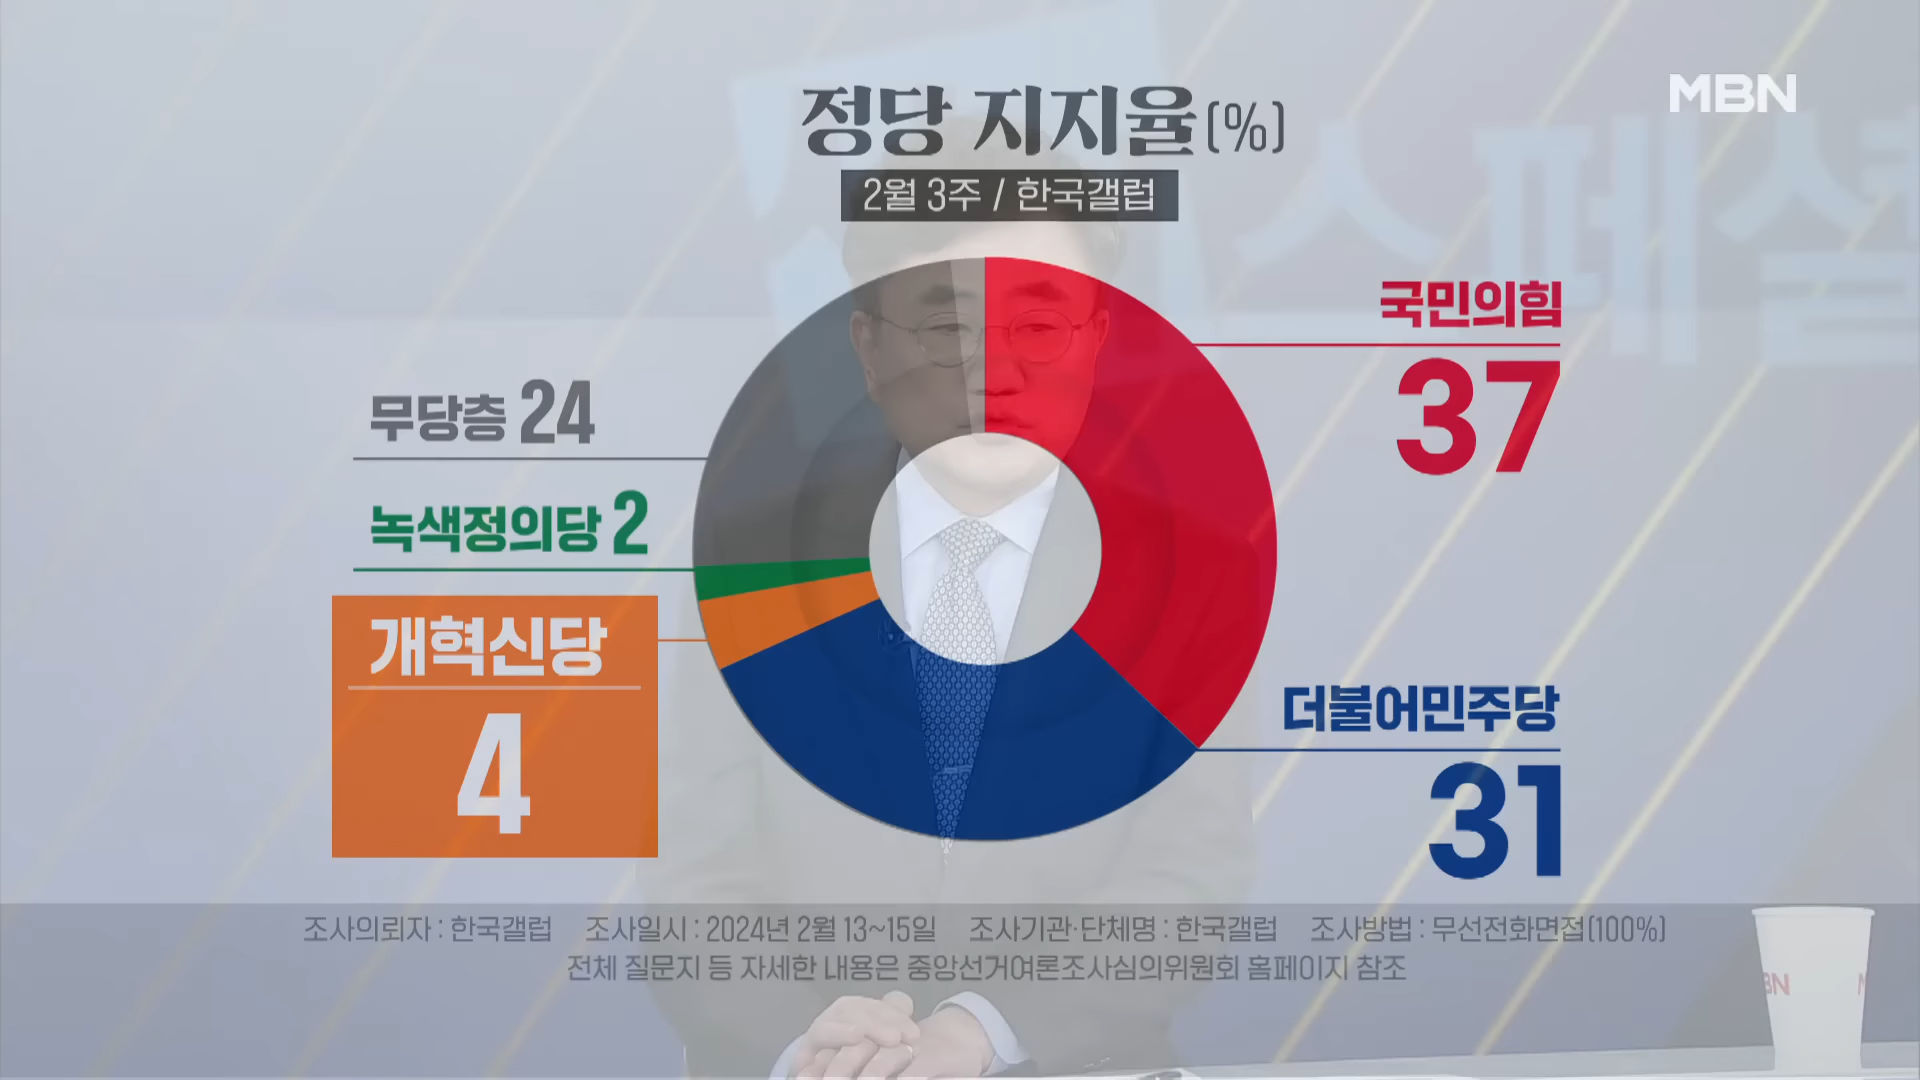 MBN
정당 지지율(%)
2월 3주 / 한국갤럽
국민의힘
37
무당층 24
녹색정의당 2
개혁신당
4
더불어민주당
31
조사의뢰자 : 한국갤럽 조사일시 : 2024년 2월 13~15일 조사기관·단체명 : 한국갤럽 조사방법 : 무선전화면접(100%)
전체 질문지 등 자세한 내용은 중앙선거여론조사심의위원회 홈페이지 참조
스페셜
BN